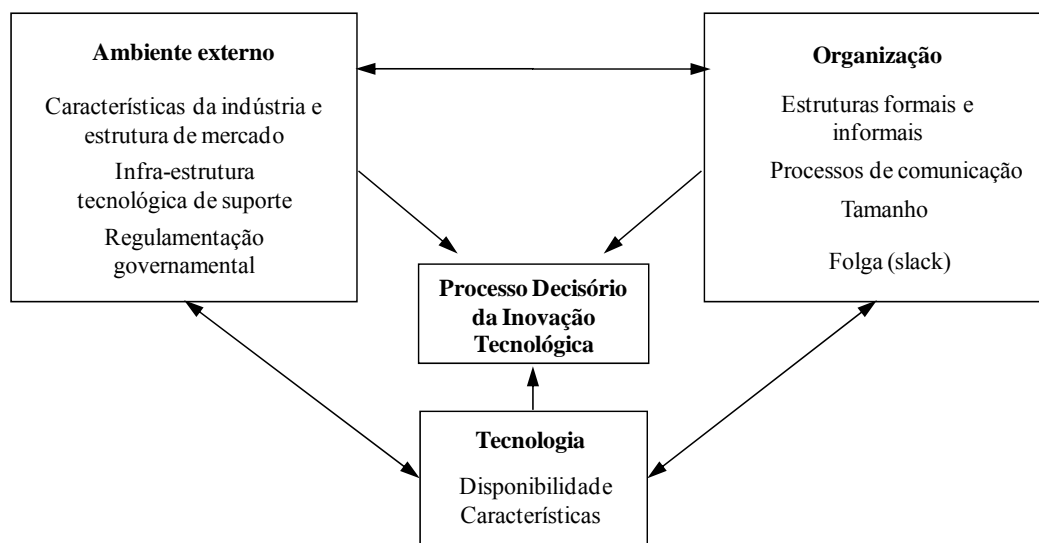 Ambiente externo
Características da indústria e
estrutura de mercado
Infra-estrutura
tecnológica de suporte
Regulamentação
governamental
Organização
Estruturas formais e
informais
Processos de comunicação
Tamanho
Folga (slack)
Processo Decisório
da Inovação
Tecnológica
Tecnologia
Disponibilidade
Características